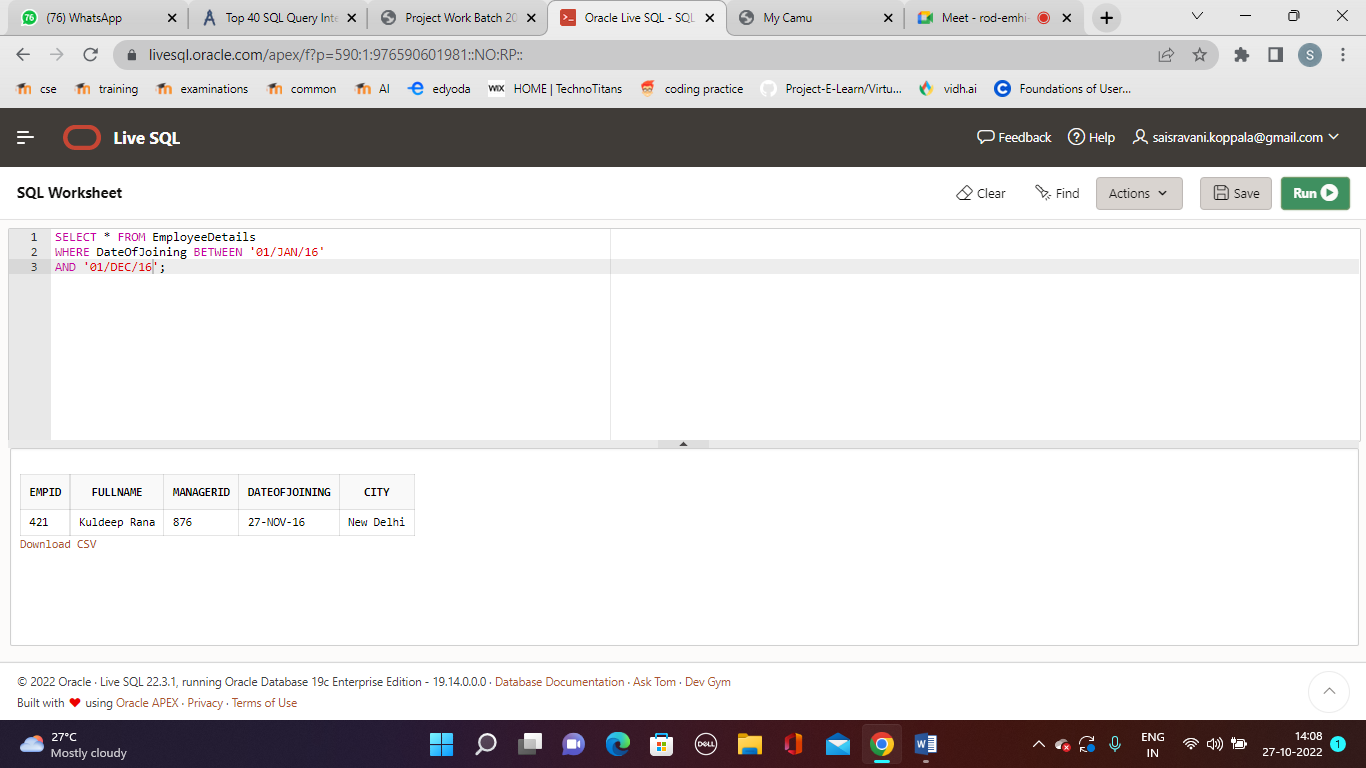 76 (76) WhatsApp Top 40 SQL Query Inte Project Work Batch 20 Oracle Live SQL - SQL My Camu Meet - rod-emhi-
livesql.oracle.com/apex/f?p=590:1:976590601981::NO:RP:: S
cse training examinations common AI edyoda WIX HOME | TechnoTitans coding practice Project-E-Learn/Virtu... vidh.ai Foundations of User...
Live SQL Feedback Help saisravani.koppala@gmail.com
SQL Worksheet Clear Find Actions Save Run
1 SELECT * FROM EmployeeDetails
2 WHERE DateOfJoining BETWEEN '01/JAN/16'
3 AND '01/DEC/16';
EMPID FULLNAME MANAGERID DATEOFJOINING CITY
421 Kuldeep Rana 876 27-NOV-16 New Delhi
Download CSV
© 2022 Oracle · Live SQL 22.3.1, running Oracle Database 19c Enterprise Edition - 19.14.0.0.0 · Database Documentation · Ask Tom · Dev Gym
Built with ♥ using Oracle APEX · Privacy · Terms of Use
27°C
Mostly cloudy
DELL
ENG
IN
14:08
27-10-2022
1